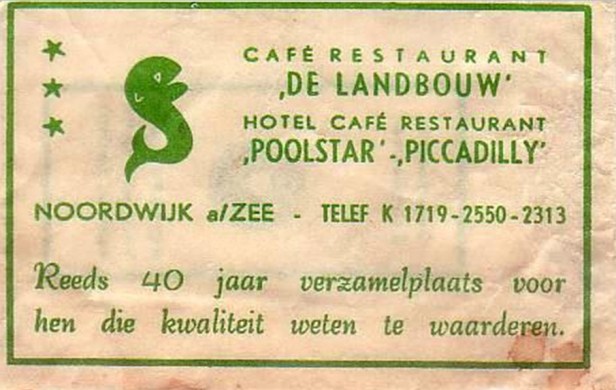 CAFÉ RESTAURANT
‚DE LANDBOUW'
HOTEL CAFÉ RESTAURANT
‚POOLSTAR'-‚PICCADILLY'
NOORDWIJK a/ZEE - TELEF K 1719-2550-2313
Reeds 40 jaar verzamelplaats voor
hen die kwaliteit weten te waarderen.